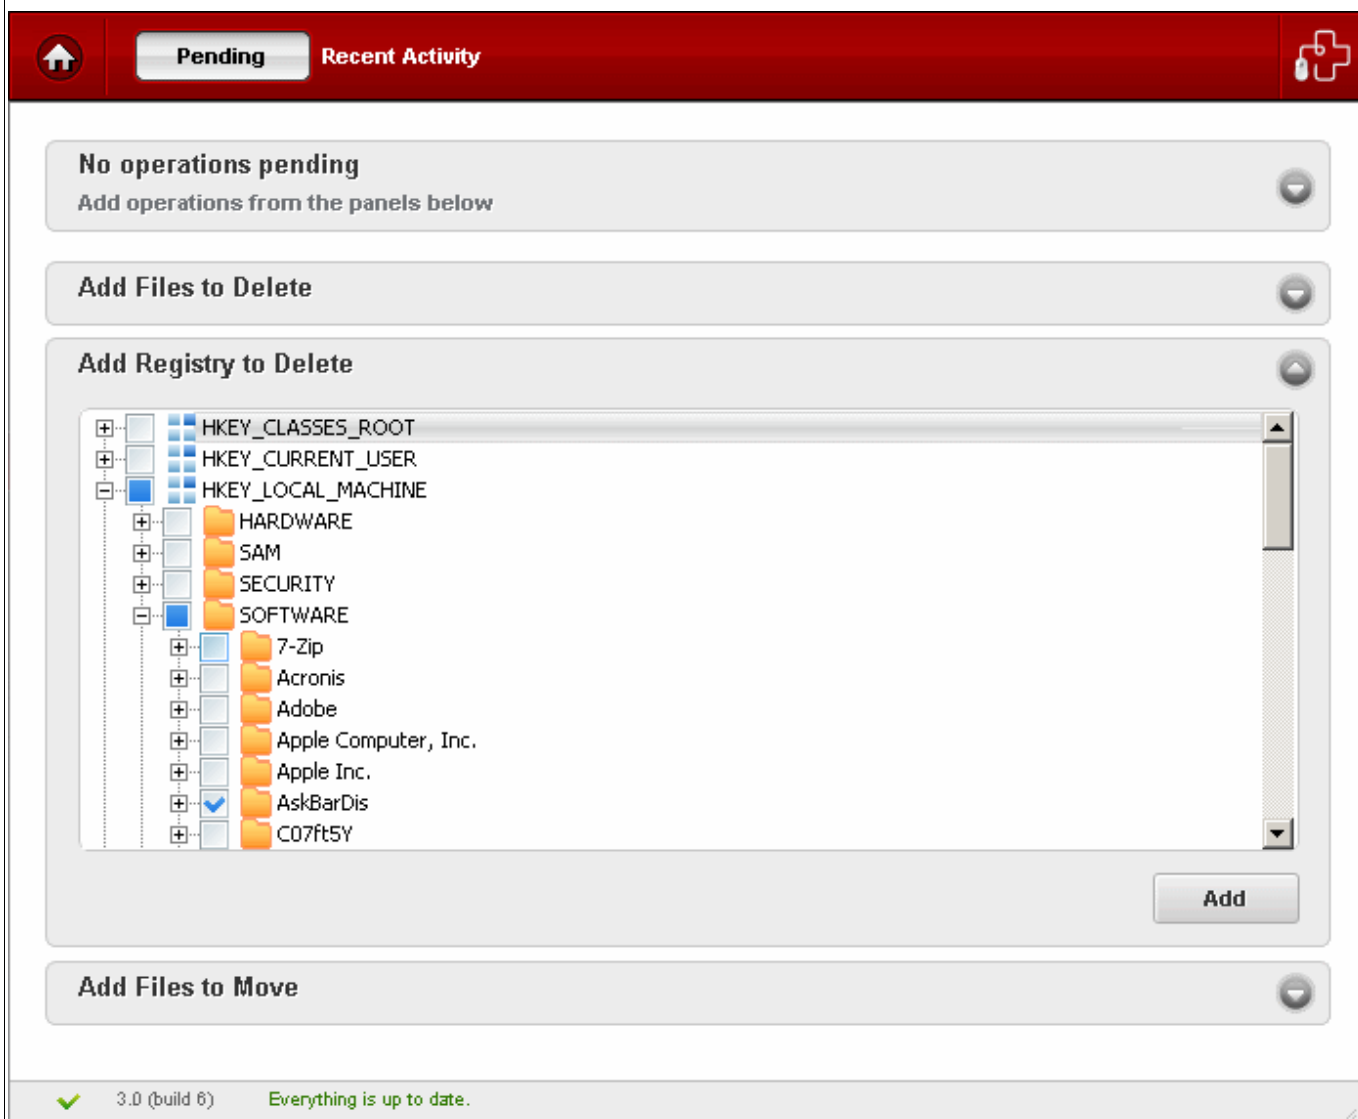 Pending Recent Activity
No operations pending
Add operations from the panels below
Add Files to Delete
Add Registry to Delete
HKEY_CLASSES_ROOT
HKEY_CURRENT_USER
HKEY_LOCAL_MACHINE
HARDWARE
SAM
SECURITY
SOFTWARE
7-Zip
Acronis
Adobe
Apple Computer, Inc.
Apple Inc.
AskBarDis
C07ft5Y
Add
Add Files to Move
3.0 (build 6) Everything is up to date.